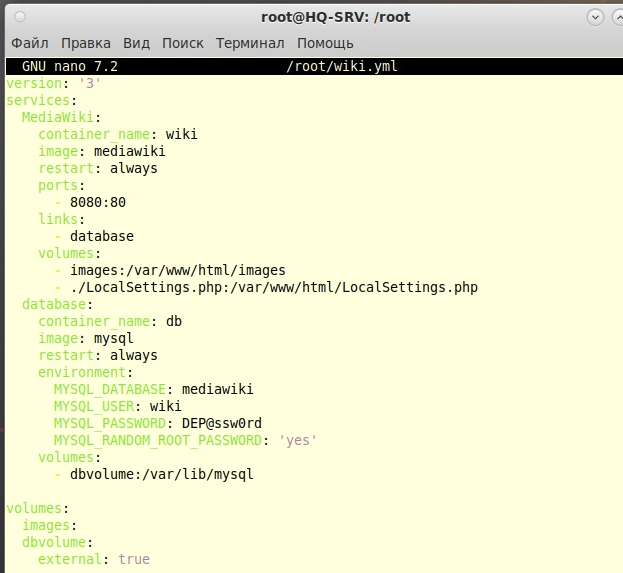 root@HQ-SRV: /root
Файл Правка Вид Поиск Терминал Помощь
GNU nano 7.2 /root/wiki.yml
version: '3'
services:
  MediaWiki:
    container_name: wiki
    image: mediawiki
    restart: always
    ports:
      - 8080:80
    links:
      - database
    volumes:
      - images:/var/www/html/images
      - ./LocalSettings.php:/var/www/html/LocalSettings.php
  database:
    container_name: db
    image: mysql
    restart: always
    environment:
      MYSQL_DATABASE: mediawiki
      MYSQL_USER: wiki
      MYSQL_PASSWORD: DEP@ssw0rd
      MYSQL_RANDOM_ROOT_PASSWORD: 'yes'
    volumes:
      - dbvolume:/var/lib/mysql
volumes:
  images:
  dbvolume:
    external: true